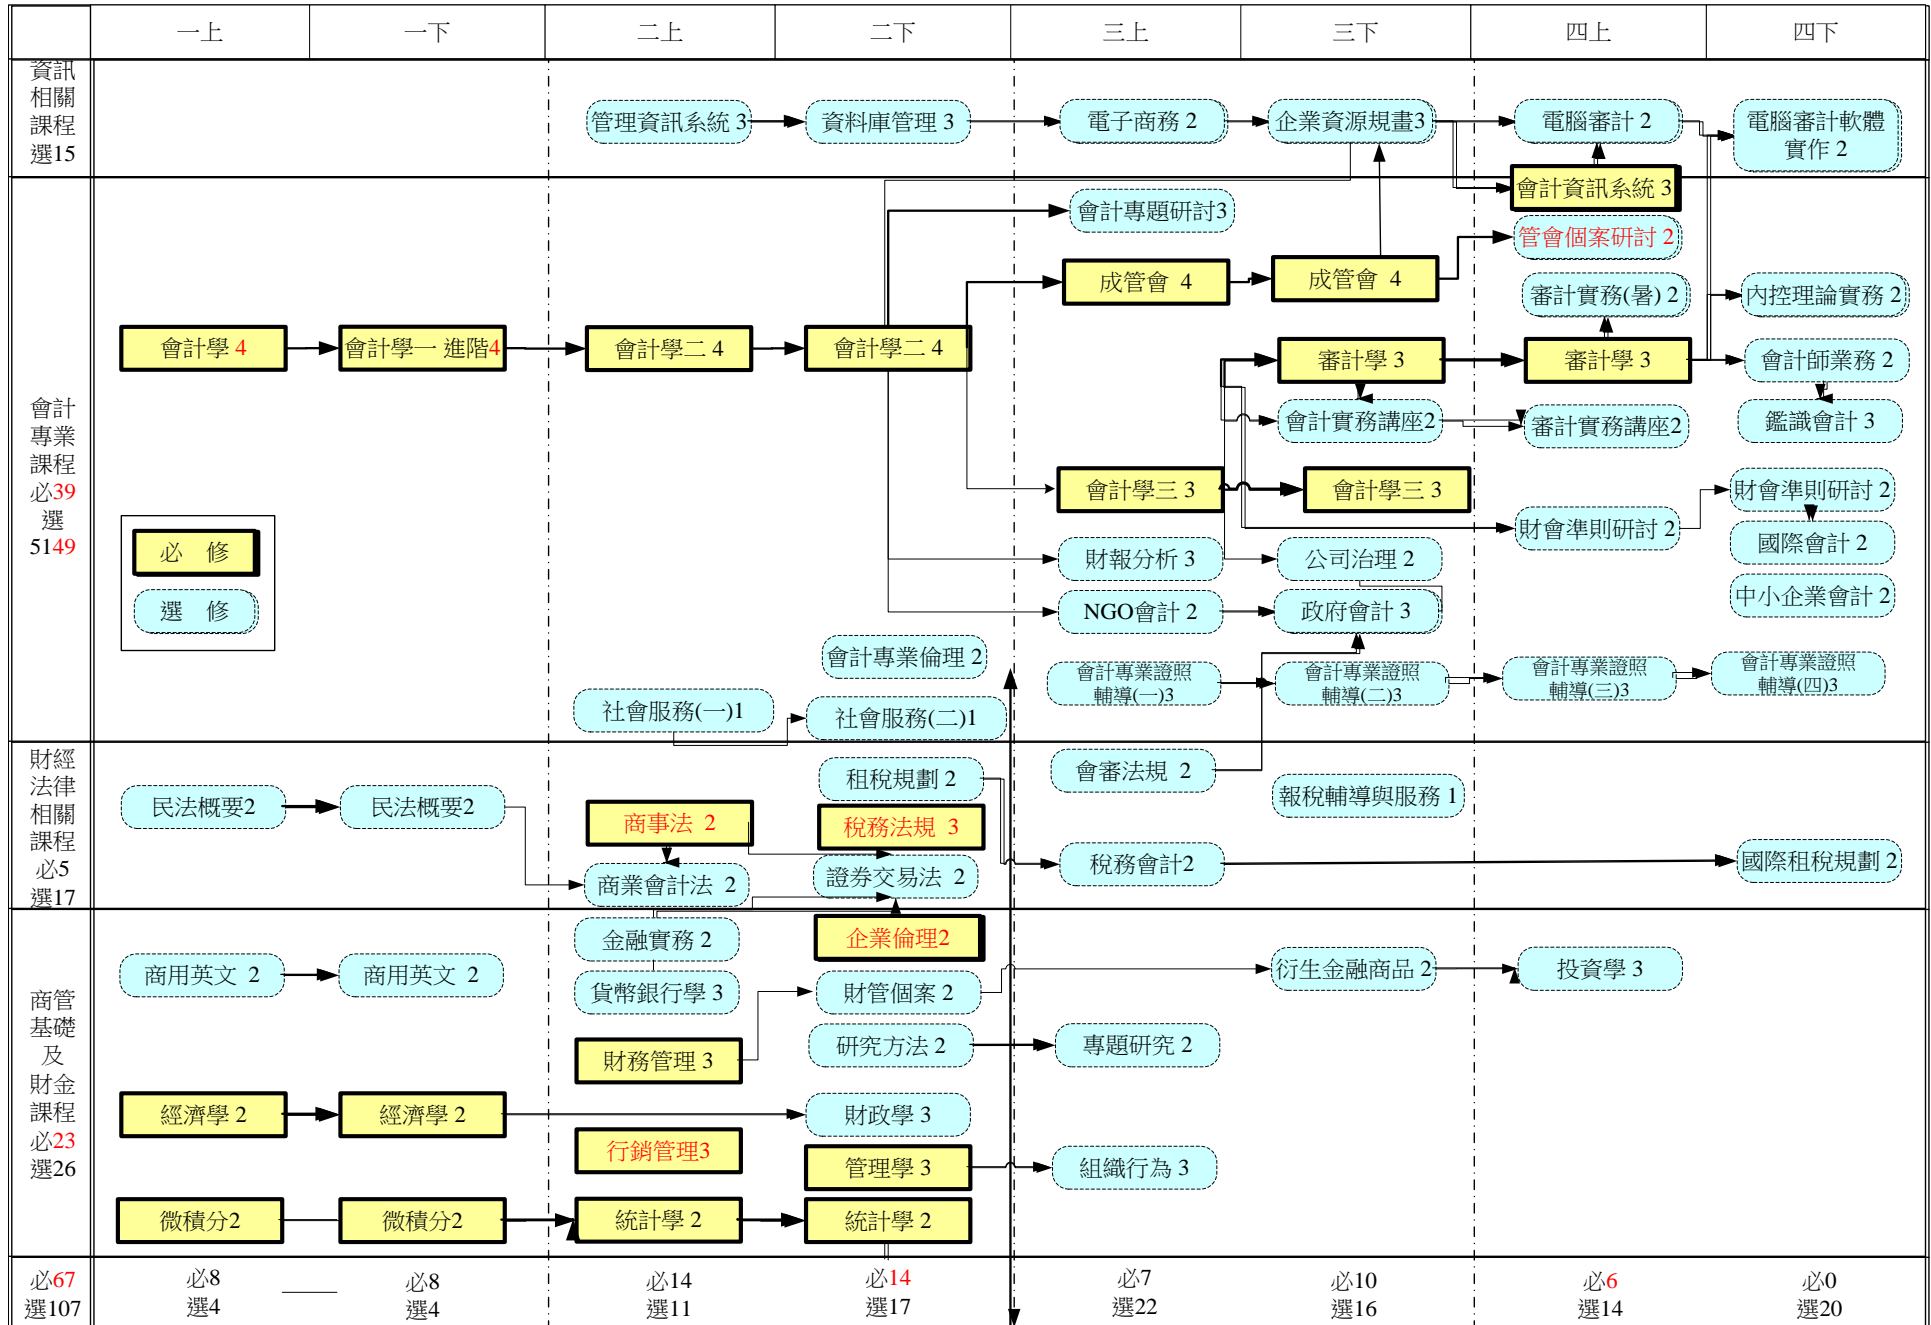 一上
一下
二上
二下
三上
三下
四上
四下
資訊
相關
課程
選15
管理資訊系統 3
資料庫管理 3
電子商務 2
企業資源規畫3
電腦審計 2
電腦審計軟體
實作 2
會計
專業
課程
必39
選
5149
會計資訊系統 3
會計專題研討3
管會個案研討 2
成管會 4
成管會 4
審計實務(暑) 2
內控理論實務 2
會計學 4
會計學一 進階4
會計學二 4
會計學二 4
審計學 3
審計學 3
會計師業務 2
會計實務講座2
審計實務講座2
鑑識會計 3
會計學三 3
會計學三 3
財會準則研討 2
財會準則研討 2
必 修
選 修
財報分析 3
公司治理 2
國際會計 2
NGO會計 2
政府會計 3
中小企業會計 2
會計專業倫理 2
會計專業證照
輔導(一)3
會計專業證照
輔導(二)3
會計專業證照
輔導(三)3
會計專業證照
輔導(四)3
社會服務(一)1
社會服務(二)1
財經
法律
相關
課程
必5
選17
租稅規劃 2
會審法規 2
民法概要2
民法概要2
商事法 2
稅務法規 3
報稅輔導與服務 1
商業會計法 2
證券交易法 2
稅務會計2
國際租稅規劃 2
商管
基礎
及
財金
課程
必23
選26
金融實務 2
企業倫理2
商用英文 2
商用英文 2
貨幣銀行學 3
財管個案 2
衍生金融商品 2
投資學 3
財務管理 3
研究方法 2
專題研究 2
經濟學 2
經濟學 2
財政學 3
行銷管理3
管理學 3
組織行為 3
微積分2
微積分2
統計學 2
統計學 2
必67
選107
必8
選4
必8
選4
必14
選11
必14
選17
必7
選22
必10
選16
必6
選14
必0
選20